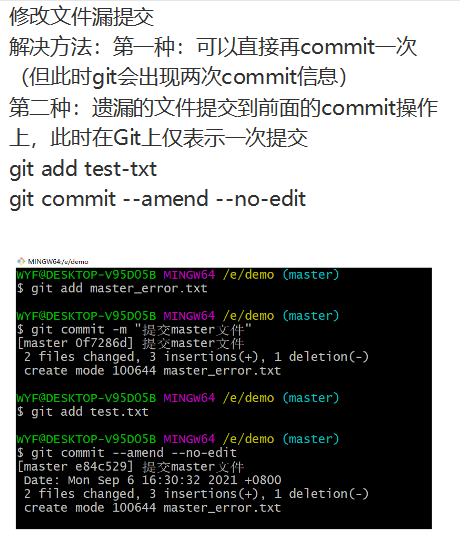 修改文件漏提交
解决方法：第一种：可以直接再commit一次
（但此时git会出现两次commit信息）
第二种：遗漏的文件提交到前面的commit操作
上，此时在Git上仅表示一次提交
git add test-txt
git commit --amend --no-edit
MINGW64:/e/demo
WYF@DESKTOP-V95D05B MINGW64 /e/demo (master)
$ git add master_error.txt
WYF@DESKTOP-V95D05B MINGW64 /e/demo (master)
$ git commit -m "提交master文件"
[master 0f7286d] 提交master文件
 2 files changed, 3 insertions(+), 1 deletion(-)
 create mode 100644 master_error.txt
WYF@DESKTOP-V95D05B MINGW64 /e/demo (master)
$ git add test.txt
WYF@DESKTOP-V95D05B MINGW64 /e/demo (master)
$ git commit --amend --no-edit
[master e84c529] 提交master文件
 Date: Mon Sep 6 16:30:32 2021 +0800
 2 files changed, 3 insertions(+), 1 deletion(-)
 create mode 100644 master_error.txt